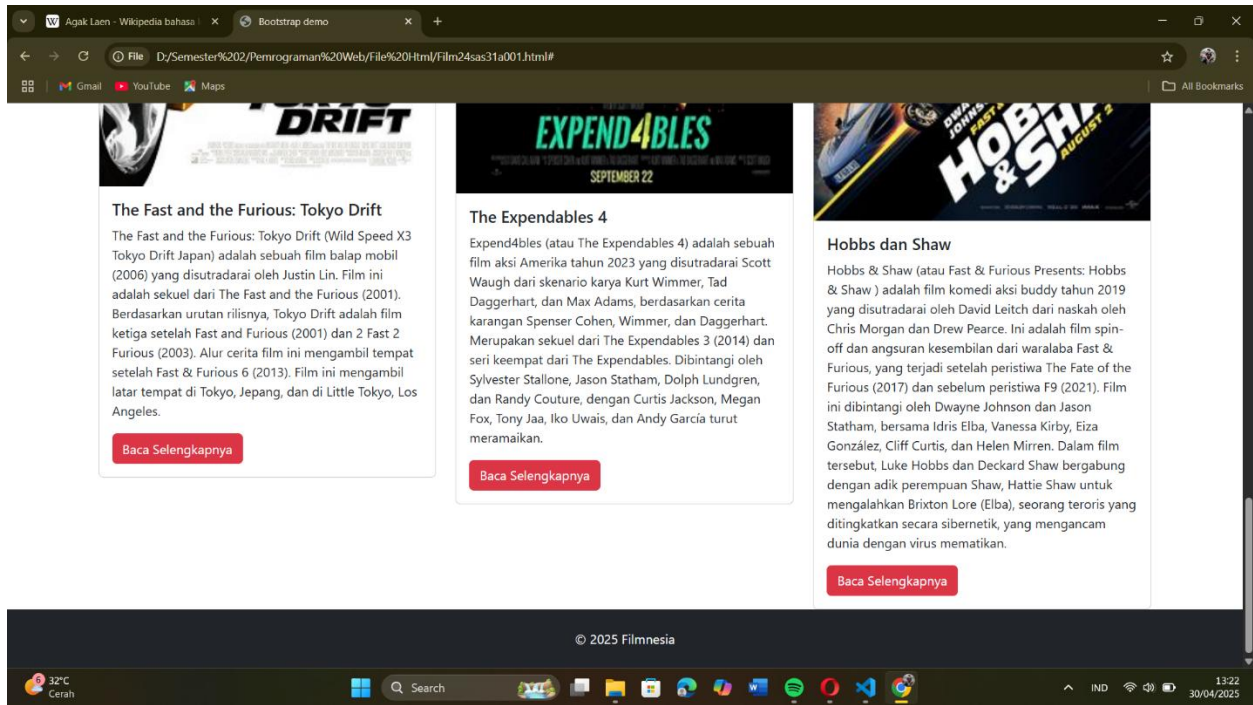 Agak Laen - Wikipedia bahasa
Bootstrap demo
File
D:/Semester%202/Pemrograman%20Web/File%20Html/Film24sas31a001.html#
Gmail
YouTube
Maps
All Bookmarks
DRIFT
The Fast and the Furious: Tokyo Drift
The Fast and the Furious: Tokyo Drift (Wild Speed X3
Tokyo Drift Japan) adalah sebuah film balap mobil
(2006) yang disutradarai oleh Justin Lin. Film ini
adalah sekuel dari The Fast and the Furious (2001).
Berdasarkan urutan rilisnya, Tokyo Drift adalah film
ketiga setelah Fast and Furious (2001) dan 2 Fast 2
Furious (2003). Alur cerita film ini mengambil tempat
setelah Fast & Furious 6 (2013). Film ini mengambil
latar tempat di Tokyo, Jepang, dan di Little Tokyo, Los
Angeles.
Baca Selengkapnya
EXPEND4BLES
SEPTEMBER 22
The Expendables 4
Expend4bles (atau The Expendables 4) adalah sebuah
film aksi Amerika tahun 2023 yang disutradarai Scott
Waugh dari skenario karya Kurt Wimmer, Tad
Daggerhart, dan Max Adams, berdasarkan cerita
karangan Spenser Cohen, Wimmer, dan Daggerhart.
Merupakan sekuel dari The Expendables 3 (2014) dan
seri keempat dari The Expendables. Dibintangi oleh
Sylvester Stallone, Jason Statham, Dolph Lundgren,
dan Randy Couture, dengan Curtis Jackson, Megan
Fox, Tony Jaa, Iko Uwais, dan Andy García turut
meramaikan.
Baca Selengkapnya
HOBBS
& SHAW
AUGUST 2
Hobbs dan Shaw
Hobbs & Shaw (atau Fast & Furious Presents: Hobbs
& Shaw ) adalah film komedi aksi buddy tahun 2019
yang disutradarai oleh David Leitch dari naskah oleh
Chris Morgan dan Drew Pearce. Ini adalah film spin-
off dan angsuran kesembilan dari waralaba Fast &
Furious, yang terjadi setelah peristiwa The Fate of the
Furious (2017) dan sebelum peristiwa F9 (2021). Film
ini dibintangi oleh Dwayne Johnson dan Jason
Statham, bersama Idris Elba, Vanessa Kirby, Eiza
González, Cliff Curtis, dan Helen Mirren. Dalam film
tersebut, Luke Hobbs dan Deckard Shaw bergabung
dengan adik perempuan Shaw, Hattie Shaw untuk
mengalahkan Brixton Lore (Elba), seorang teroris yang
ditingkatkan secara sibernetik, yang mengancam
dunia dengan virus mematikan.
Baca Selengkapnya
© 2025 Filmnesia
6
32°C
Cerah
Search
IND
13:22
30/04/2025